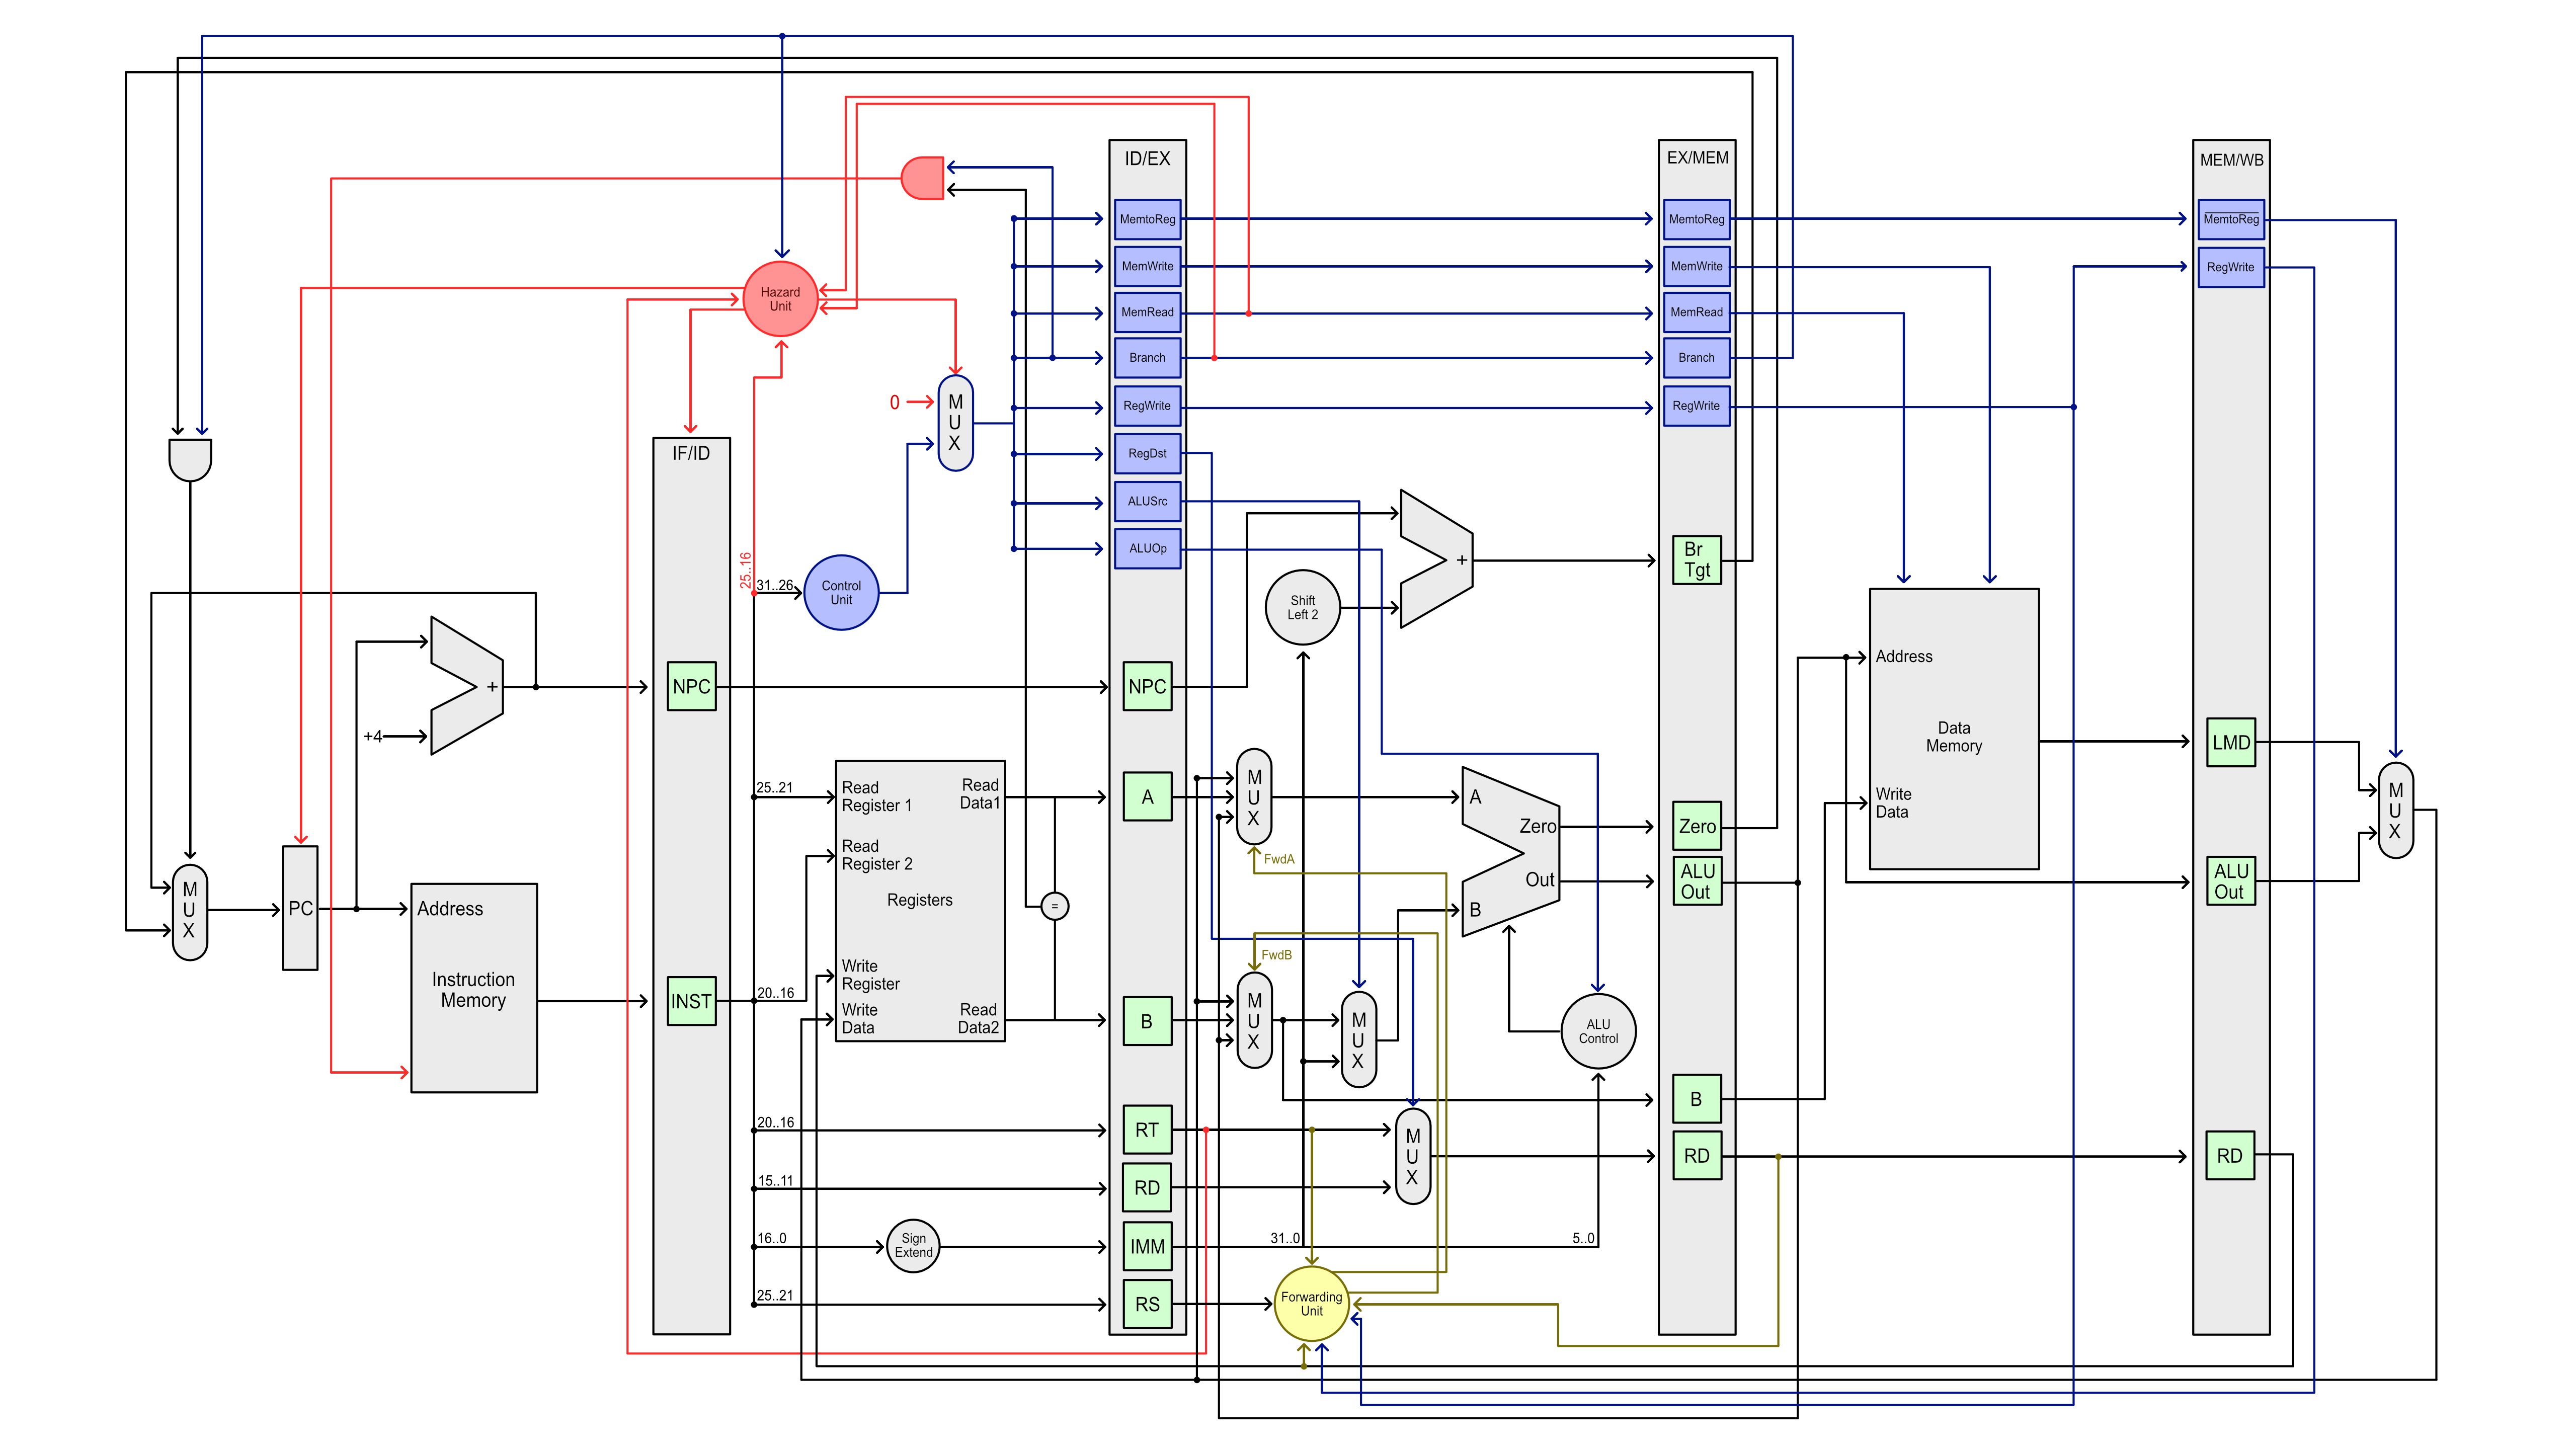 ID/EX
EX/MEM
MEM/WB
MemtoReg
MemtoReg
MemtoReg
MemWrite
MemWrite
RegWrite
Hazard
Unit
MemRead
MemRead
Branch
Branch
0
M
U
X
RegWrite
RegWrite
IF/ID
RegDst
ALUSrc
ALUOp
Br
Tgt
25..16
31..26
Control
Unit
Shift
Left 2
+
+
+4
NPC
NPC
Address
Data
Memory
Write
Data
LMD
25..21
Read
Register 1
Read
Data1
Read
Register 2
Registers
Write
Register
Write
Data
Read
Data2
A
M
U
X
A
Zero
Out
B
Zero
ALU
Out
ALU
Out
M
U
X
FwdA
M
U
X
PC
Address
Instruction
Memory
=
INST
20..16
B
FwdB
M
U
X
M
U
X
ALU
Control
B
20..16
RT
M
U
X
RD
RD
15..11
RD
16..0
Sign
Extend
IMM
31..0
5..0
25..21
RS
Forwarding
Unit